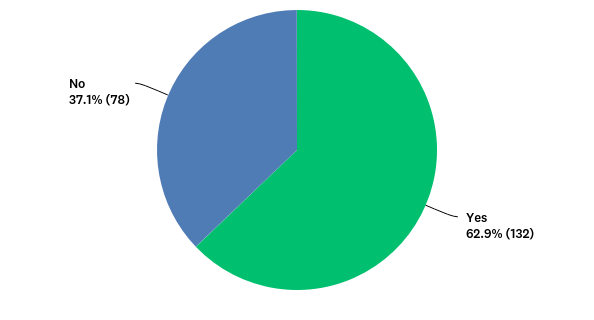 No
37.1% (78)
Yes
62.9% (132)